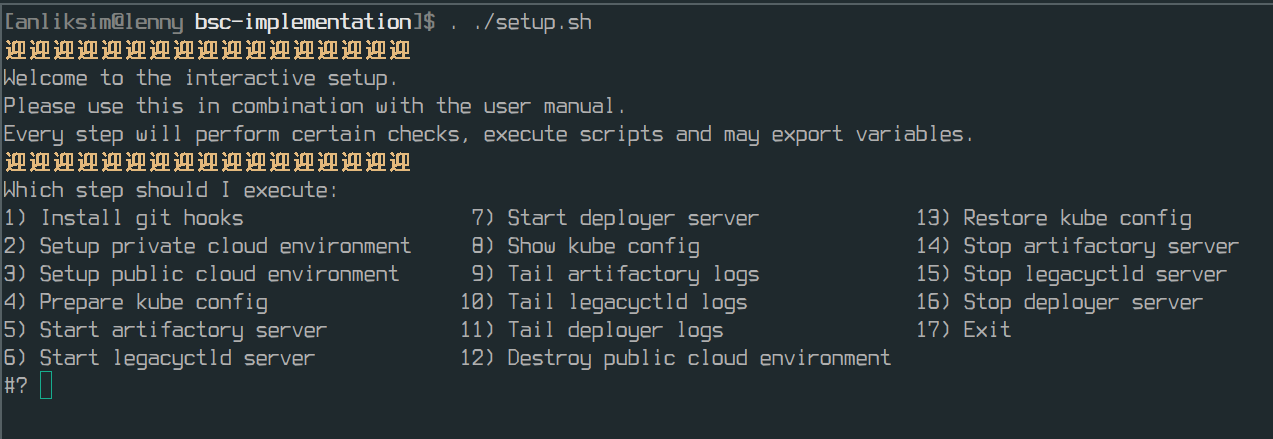 [anliksim@lenny bsc-implementation]$ . ./setup.sh
迎迎迎迎迎迎迎迎迎迎迎迎迎迎迎迎迎
Welcome to the interactive setup.
Please use this in combination with the user manual.
Every step will perform certain checks, execute scripts and may export variables.
迎迎迎迎迎迎迎迎迎迎迎迎迎迎迎迎迎
Which step should I execute:
1) Install git hooks                   7) Start deployer server             13) Restore kube config
2) Setup private cloud environment     8) Show kube config                  14) Stop artifactory server
3) Setup public cloud environment      9) Tail artifactory logs             15) Stop legacyctld server
4) Prepare kube config                10) Tail legacyctld logs              16) Stop deployer server
5) Start artifactory server           11) Tail deployer logs                17) Exit
6) Start legacyctld server            12) Destroy public cloud environment
#?